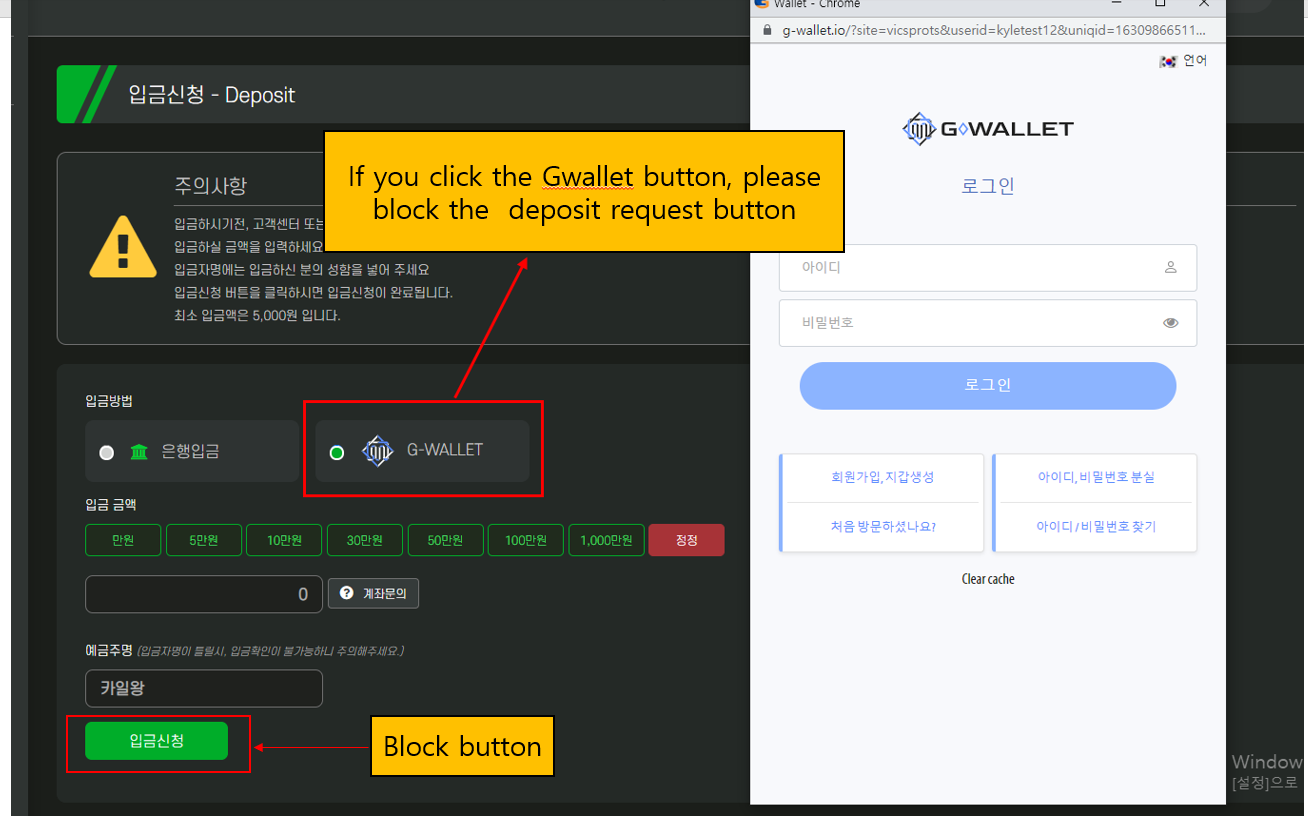 Wallet - Chrome
g-wallet.io/?site=vicsprots&userid=kyletest12&uniqid=16309866511...
언어
입금신청 - Deposit
G◇WALLET
로그인
If you click the Gwallet button, please
block the deposit request button
주의사항
입금하시기전, 고객센터 또는
입금하실 금액을 입력하세요
입금자명에는 입금하신 분의 성함을 넣어 주세요
입금신청 버튼을 클릭하시면 입금신청이 완료됩니다.
최소 입금액은 5,000원 입니다.
아이디
비밀번호
로그인
회원가입, 지갑생성
처음 방문하셨나요?
아이디, 비밀번호 분실
아이디 / 비밀번호 찾기
Clear cache
입금방법
은행입금
G-WALLET
입금 금액
만원
5만원
10만원
30만원
50만원
100만원
1,000만원
정정
0
계좌문의
예금주명 (입금자명이 틀릴시, 입금확인이 불가능하니 주의해주세요.)
카일왕
입금신청
Block button
Window
[설정]으로